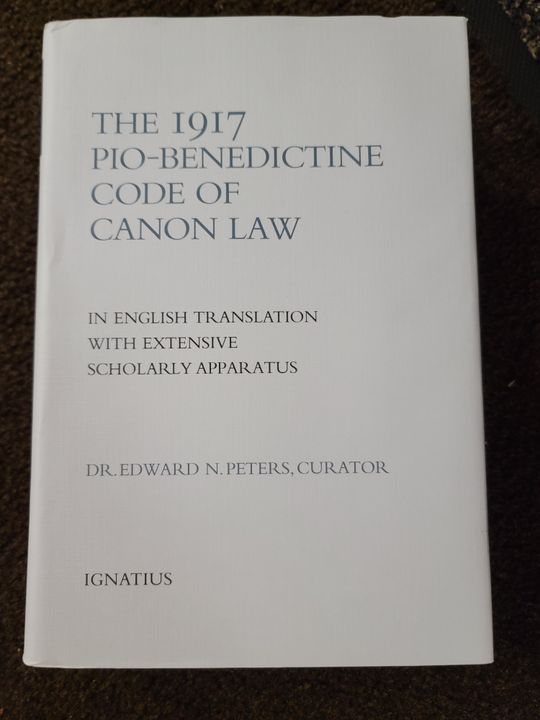 THE 1917
PIO-BENEDICTINE
CODE OF
CANON LAW
IN ENGLISH TRANSLATION
WITH EXTENSIVE
SCHOLARLY APPARATUS
DR. EDWARD N. PETERS, CURATOR
IGNATIUS